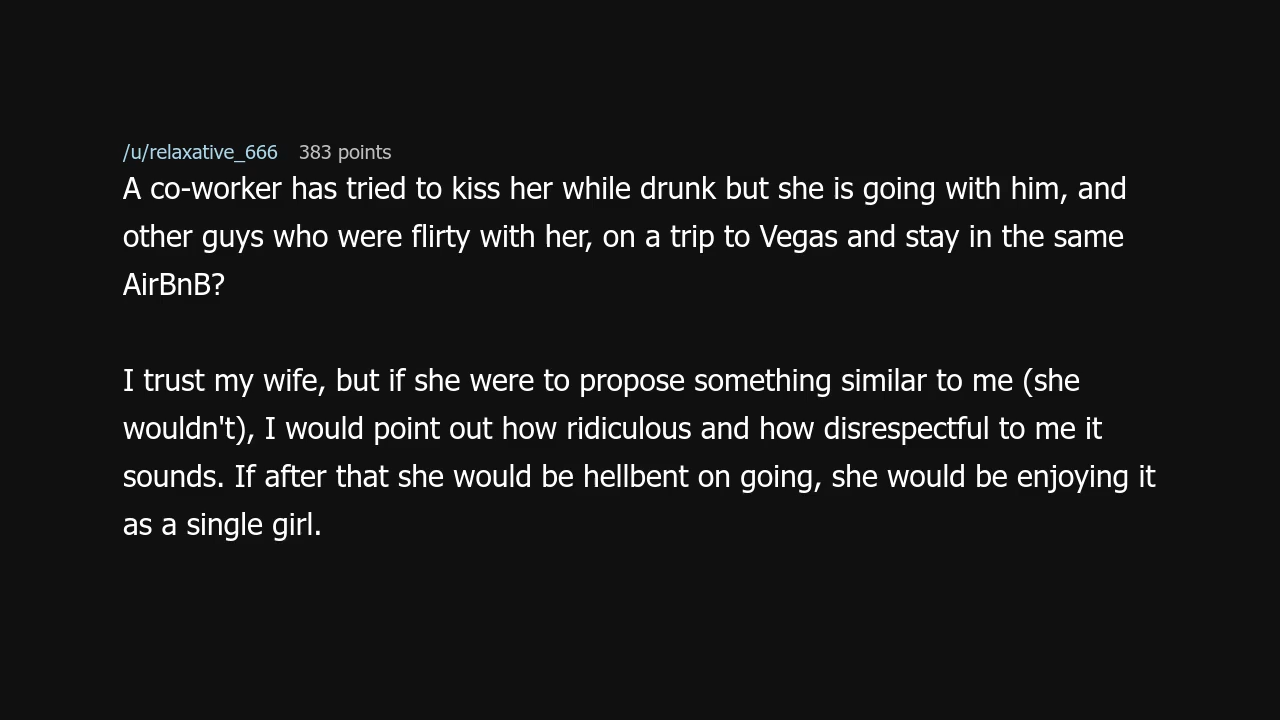 /u/relaxative_666 383 points
A co-worker has tried to kiss her while drunk but she is going with him, and
other guys who were flirty with her, on a trip to Vegas and stay in the same
AirBnB?
I trust my wife, but if she were to propose something similar to me (she
wouldn't), I would point out how ridiculous and how disrespectful to me it
sounds. If after that she would be hellbent on going, she would be enjoying it
as a single girl.